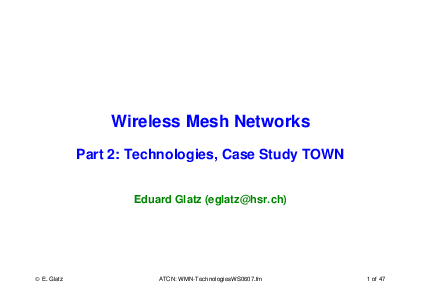 Wireless Mesh Networks
Part 2: Technologies, Case Study TOWN
Eduard Glatz (eglatz@hsr.ch)
© E. Glatz ATCN: WMN-TechnologiesWS0607.fm 1 of 47